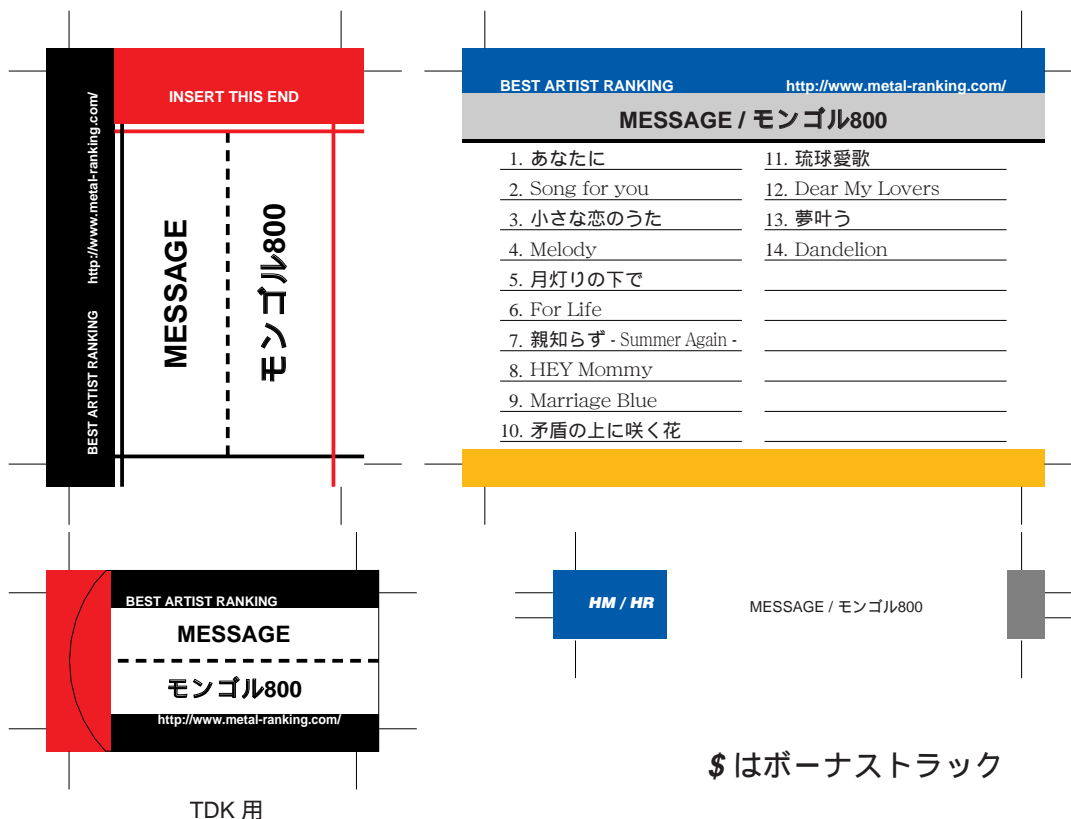 INSERT THIS END
BEST ARTIST RANKING http://www.metal-ranking.com/
MESSAGE
モンゴル800
BEST ARTIST RANKING http://www.metal-ranking.com/
MESSAGE / モンゴル800
1. あなたに
2. Song for you
3. 小さな恋のうた
4. Melody
5. 月灯りの下で
6. For Life
7. 親知らず - Summer Again -
8. HEY Mommy
9. Marriage Blue
10. 矛盾の上に咲く花
11. 琉球愛歌
12. Dear My Lovers
13. 夢叶う
14. Dandelion
BEST ARTIST RANKING
MESSAGE
モンゴル800
http://www.metal-ranking.com/
TDK 用
HM / HR
MESSAGE / モンゴル800
$ はボーナストラック